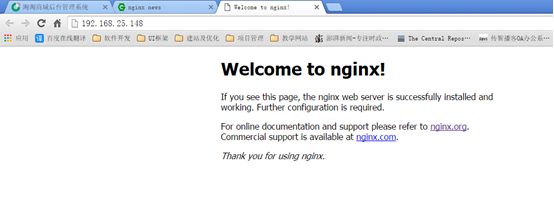 淘淘商城后台管理系统 nginx news Welcome to nginx!
192.168.25.148
应用 百度在线翻译 软件开发 UI框架 建站及优化 项目管理 教学网站 澎湃新闻-专注时政… The Central Repos… 传智播客OA办公系…
Welcome to nginx!
If you see this page, the nginx web server is successfully installed and
working. Further configuration is required.
For online documentation and support please refer to nginx.org.
Commercial support is available at nginx.com.
Thank you for using nginx.